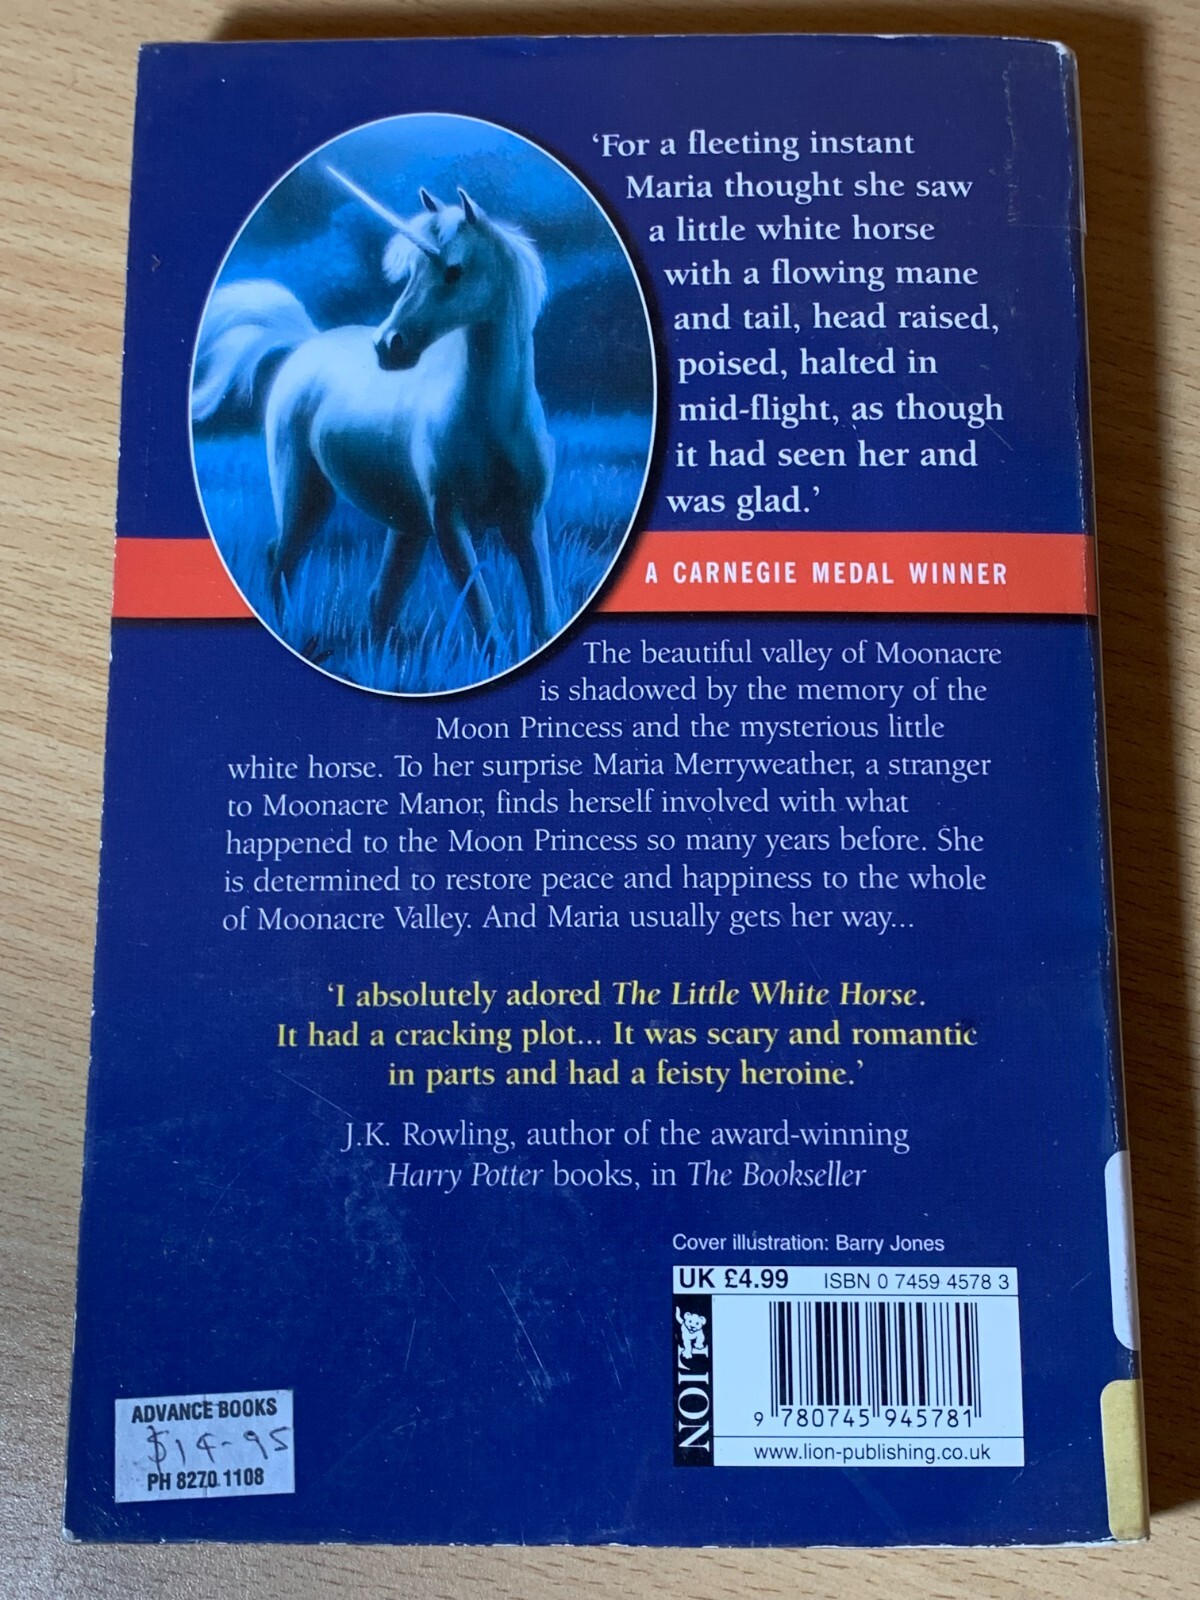 ‘For a fleeting instant
Maria thought she saw
a little white horse
with a flowing mane
and tail, head raised,
poised, halted in
mid-flight, as though
it had seen her and
was glad.’
A CARNEGIE MEDAL WINNER
The beautiful valley of Moonacre
is shadowed by the memory of the
Moon Princess and the mysterious little
white horse. To her surprise Maria Merryweather, a stranger
to Moonacre Manor, finds herself involved with what
happened to the Moon Princess so many years before. She
is determined to restore peace and happiness to the whole
of Moonacre Valley. And Maria usually gets her way...
‘I absolutely adored The Little White Horse.
It had a cracking plot... It was scary and romantic
in parts and had a feisty heroine.’
J.K. Rowling, author of the award-winning
Harry Potter books, in The Bookseller
Cover illustration: Barry Jones
UK £4.99 ISBN 0 7459 4578 3
LION
9 780745 945781
www.lion-publishing.co.uk
ADVANCE BOOKS
$14-95
PH 8270 1108